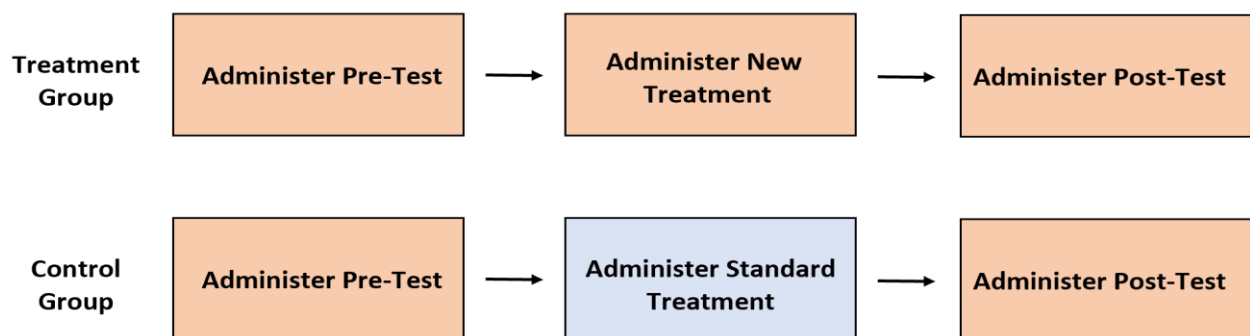 Treatment
Group
Administer Pre-Test
Administer New
Treatment
Administer Post-Test
Control
Group
Administer Pre-Test
Administer Standard
Treatment
Administer Post-Test